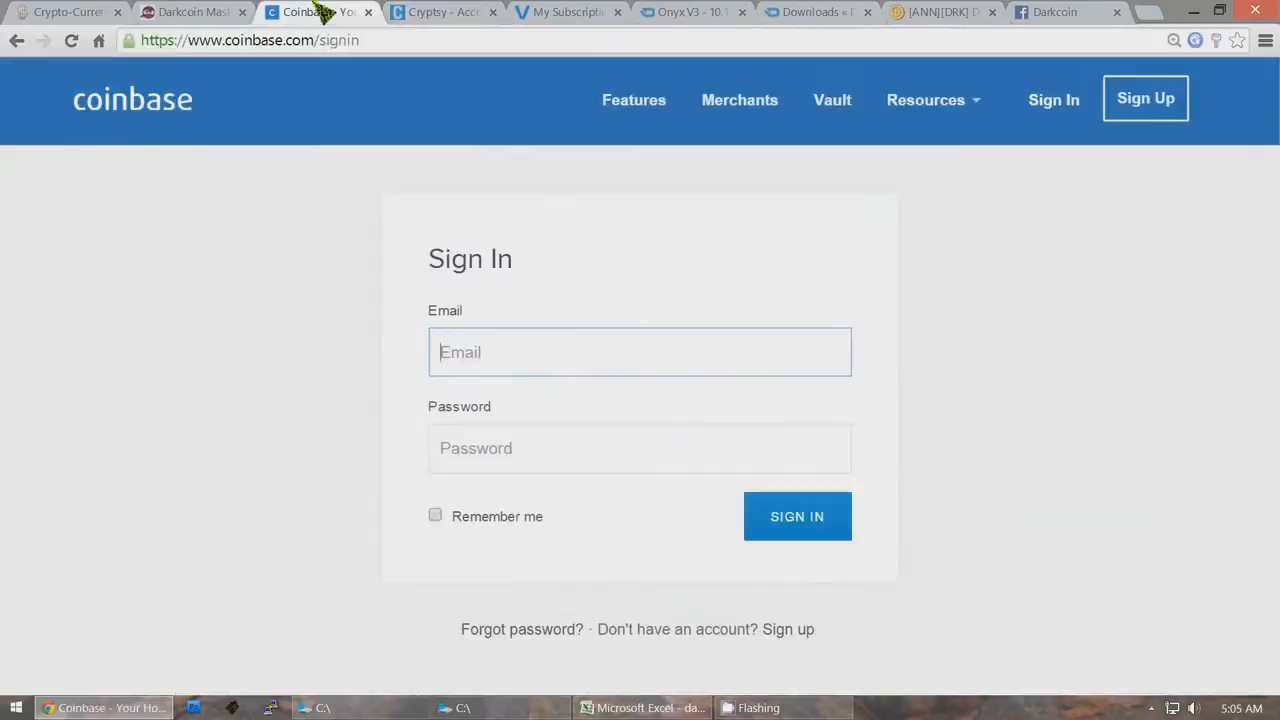 Crypto-Curren
Darkcoin Mas
Coinbase - You
Cryptsy - Acce
My Subscripti
Onyx V3 - 10.1
Downloads « D
[ANN][DRK] D
Darkcoin
https://www.coinbase.com/signin
coinbase
Features
Merchants
Vault
Resources
Sign In
Sign Up
Sign In
Email
Email
Password
Password
Remember me
SIGN IN
Forgot password? · Don't have an account? Sign up
Coinbase - Your Ho...
C:\
C:\
Microsoft Excel - da...
Flashing
5:05 AM